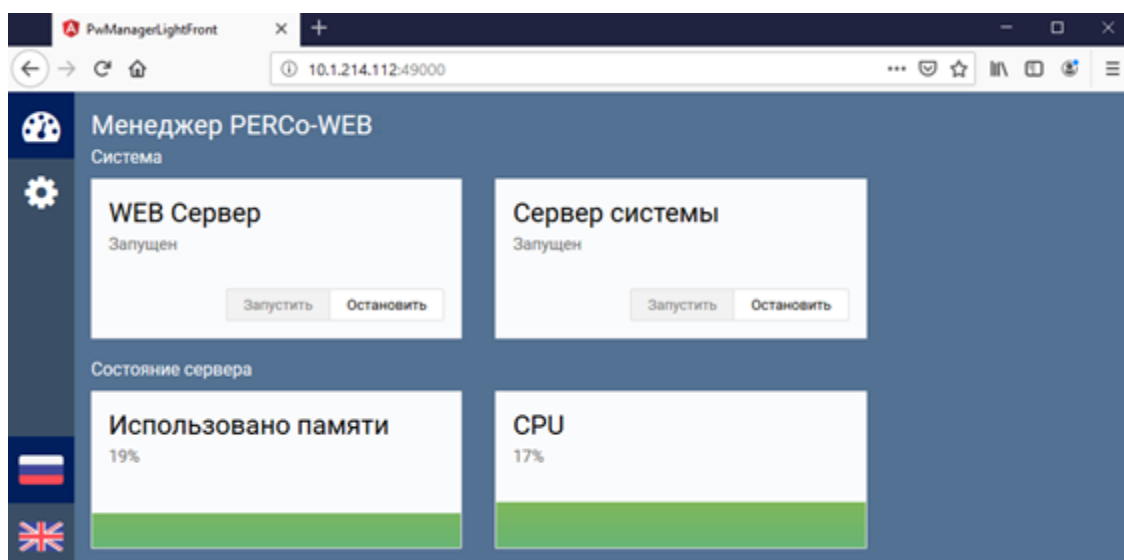 PwManagerLightFront
10.1.214.112:49000
Менеджер PERCo-WEB
Система
WEB Сервер
Запущен
Запустить Остановить
Сервер системы
Запущен
Запустить Остановить
Состояние сервера
Использовано памяти
19%
CPU
17%